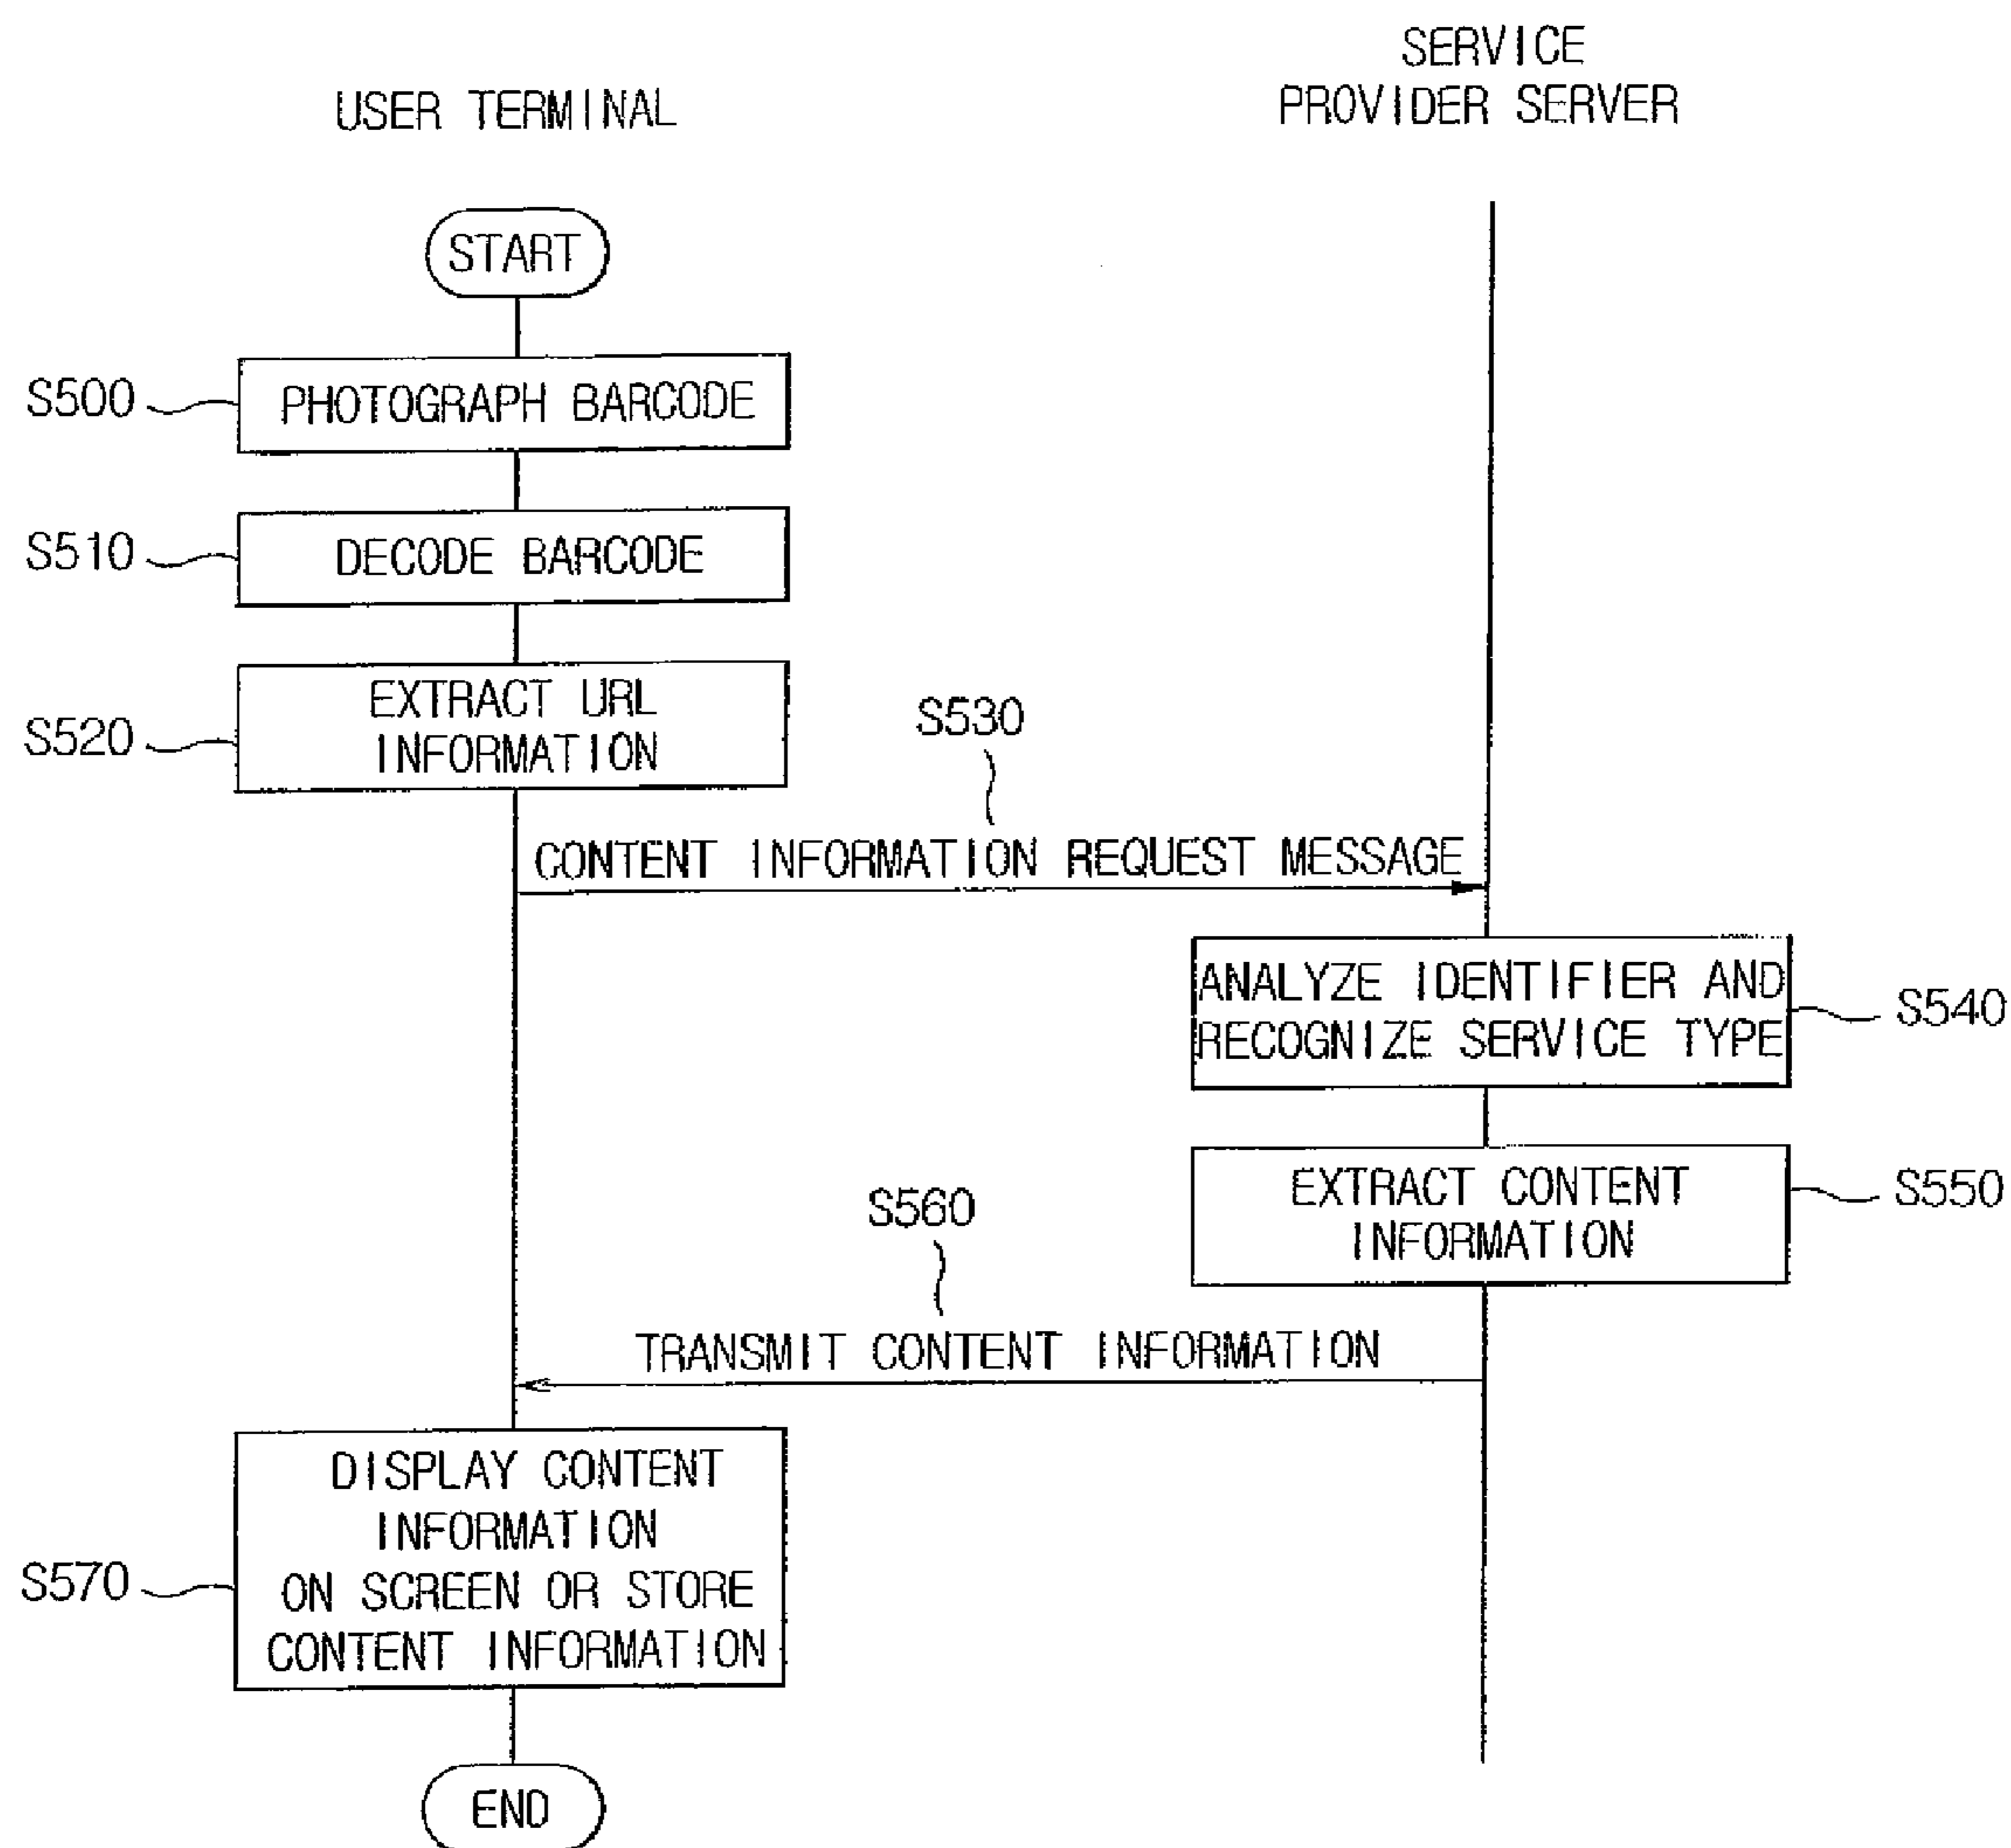 SERVICE
PROVIDER SERVER
USER TERMINAL
START
S500
PHOTOGRAPH BARCODE
S510
DECODE BARCODE
S520
EXTRACT URL
INFORMATION
S530
CONTENT INFORMATION REQUEST MESSAGE
ANALYZE IDENTIFIER AND
RECOGNIZE SERVICE TYPE
S540
EXTRACT CONTENT
INFORMATION
S550
S560
TRANSMIT CONTENT INFORMATION
S570
DISPLAY CONTENT
INFORMATION
ON SCREEN OR STORE
CONTENT INFORMATION
END